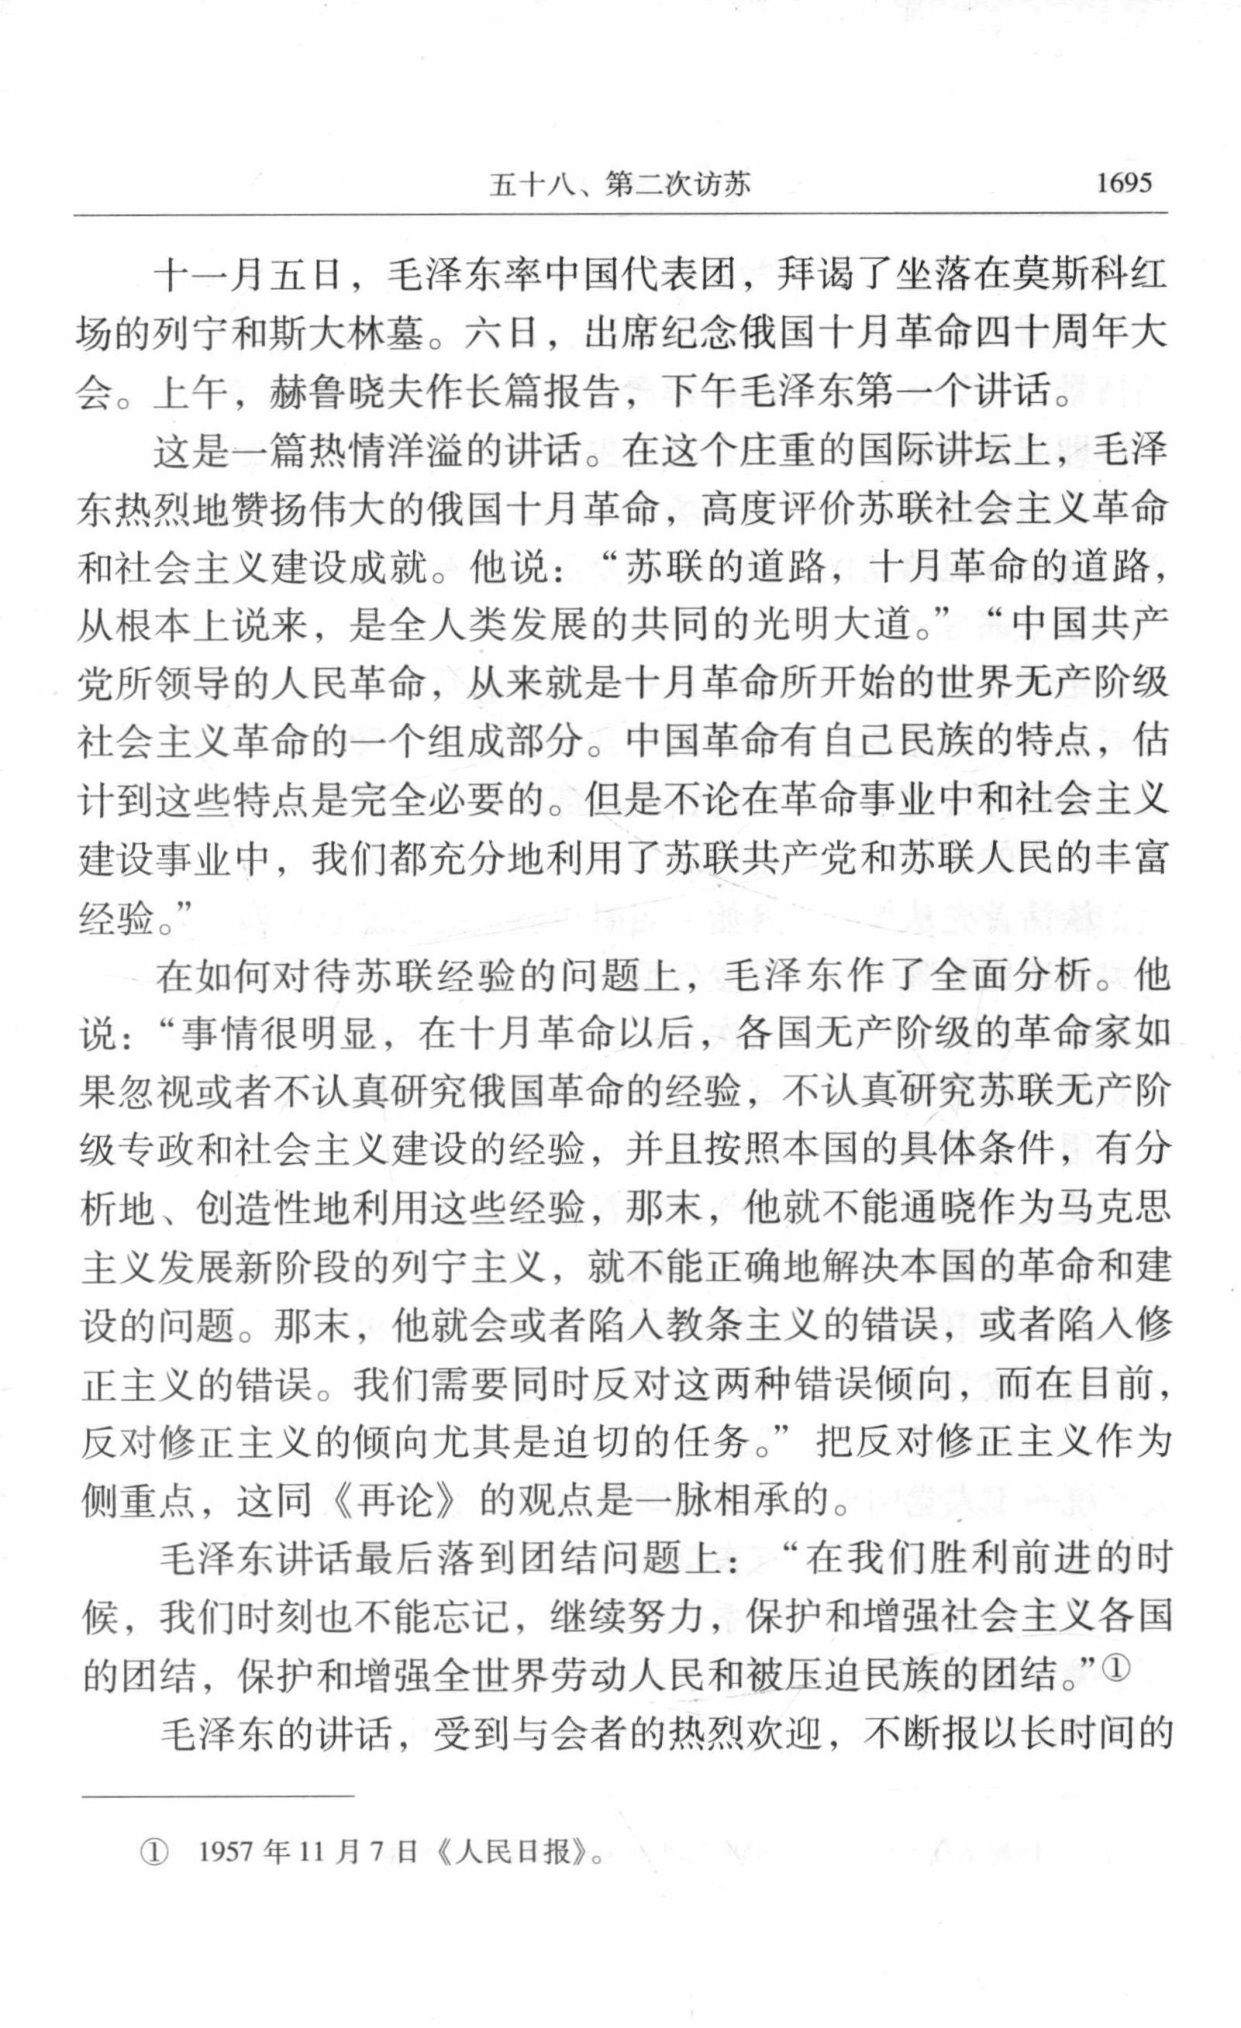 五十八、第二次访苏 1695
十一月五日，毛泽东率中国代表团，拜谒了坐落在莫斯科红
场的列宁和斯大林墓。六日，出席纪念俄国十月革命四十周年大
会。上午，赫鲁晓夫作长篇报告，下午毛泽东第一个讲话。
这是一篇热情洋溢的讲话。在这个庄重的国际讲坛上，毛泽
东热烈地赞扬伟大的俄国十月革命，高度评价苏联社会主义革命
和社会主义建设成就。他说：“苏联的道路，十月革命的道路，
从根本上说来，是全人类发展的共同的光明大道。”“中国共产
党所领导的人民革命，从来就是十月革命所开始的世界无产阶级
社会主义革命的一个组成部分。中国革命有自己民族的特点，估
计到这些特点是完全必要的。但是不论在革命事业中和社会主义
建设事业中，我们都充分地利用了苏联共产党和苏联人民的丰富
经验。”
在如何对待苏联经验的问题上，毛泽东作了全面分析。他
说：“事情很明显，在十月革命以后，各国无产阶级的革命家如
果忽视或者不认真研究俄国革命的经验，不认真研究苏联无产阶
级专政和社会主义建设的经验，并且按照本国的具体条件，有分
析地、创造性地利用这些经验，那末，他就不能通晓作为马克思
主义发展新阶段的列宁主义，就不能正确地解决本国的革命和建
设的问题。那末，他就会或者陷入教条主义的错误，或者陷入修
正主义的错误。我们需要同时反对这两种错误倾向，而在目前，
反对修正主义的倾向尤其是迫切的任务。”把反对修正主义作为
侧重点，这同《再论》的观点是一脉相承的。
毛泽东讲话最后落到团结问题上：“在我们胜利前进的时
候，我们时刻也不能忘记，继续努力，保护和增强社会主义各国
的团结，保护和增强全世界劳动人民和被压迫民族的团结。”①
毛泽东的讲话，受到与会者的热烈欢迎，不断报以长时间的
① 1957年11月7日《人民日报》。